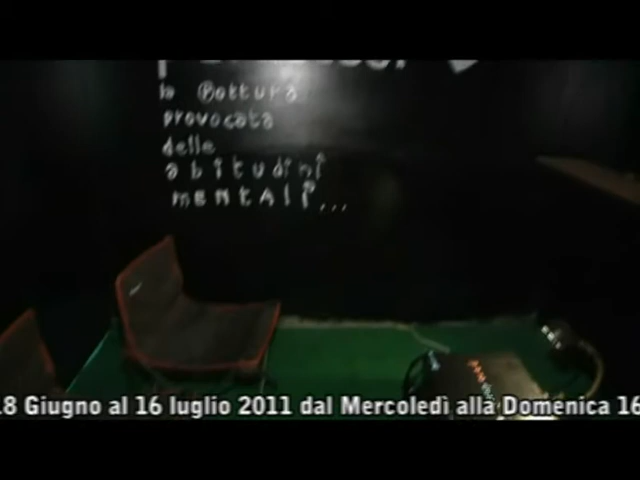 la Rottura
provocata
delle
abitudini
mentali...
18 Giugno al 16 luglio 2011 dal Mercoledì alla Domenica 16